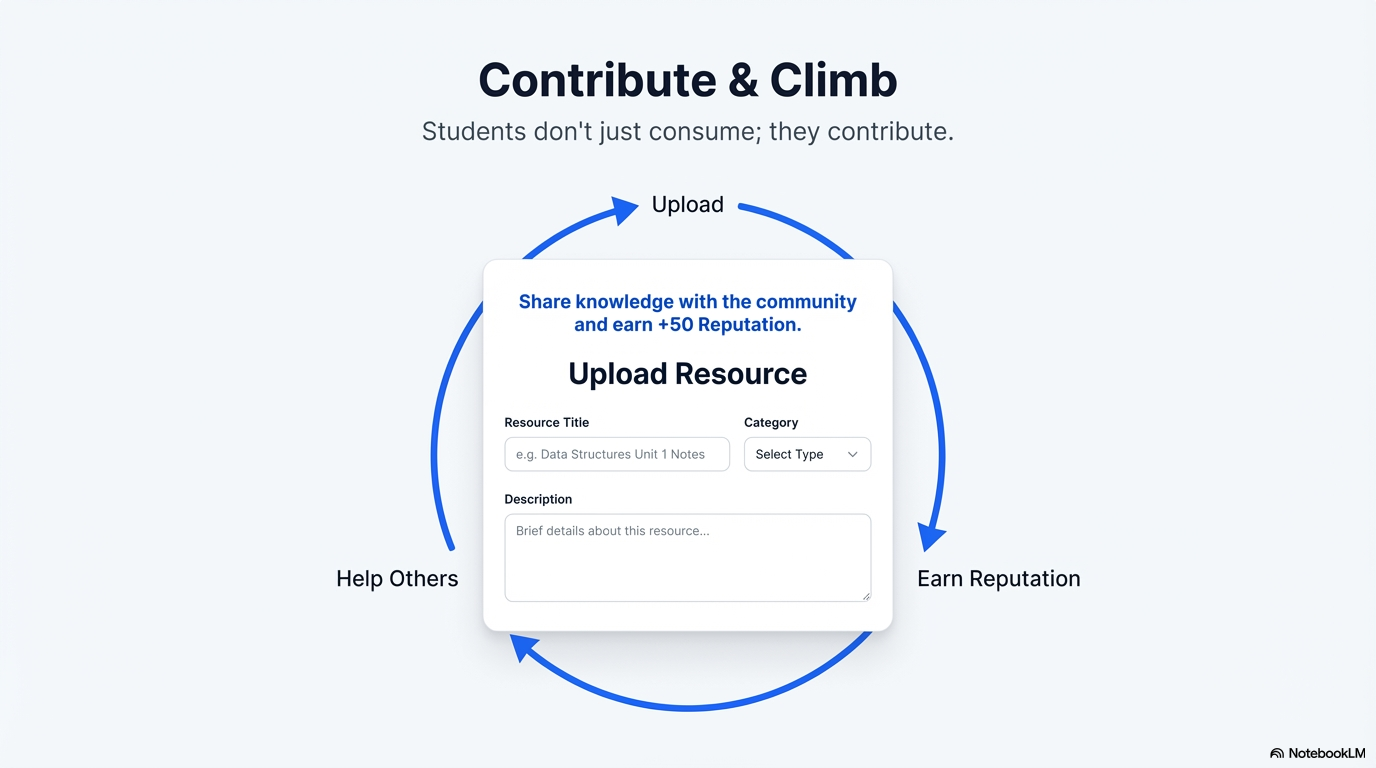 Contribute & Climb
Students don't just consume; they contribute.
Upload
Share knowledge with the community
and earn +50 Reputation.
Upload Resource
Resource Title
Category
e.g. Data Structures Unit 1 Notes
Select Type
Description
Brief details about this resource...
Help Others
Earn Reputation
NotebookLM